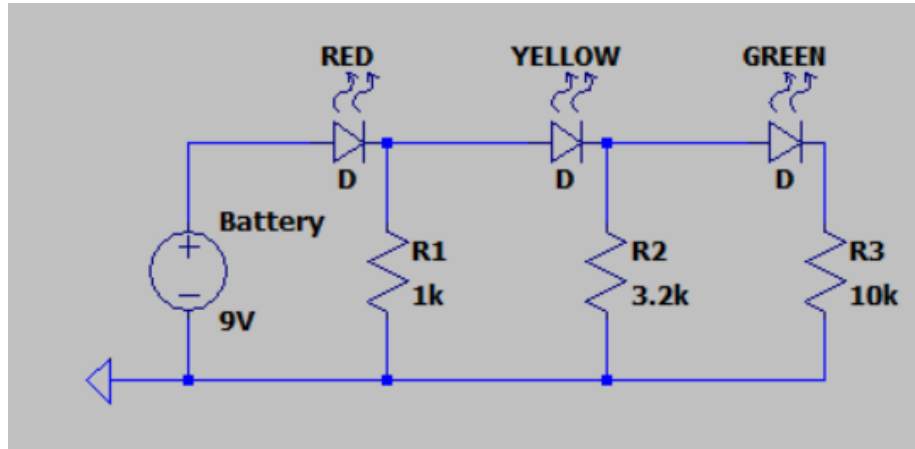 RED YELLOW GREEN
D D D
Battery
R1 R2 R3
1k 3.2k 10k
9V